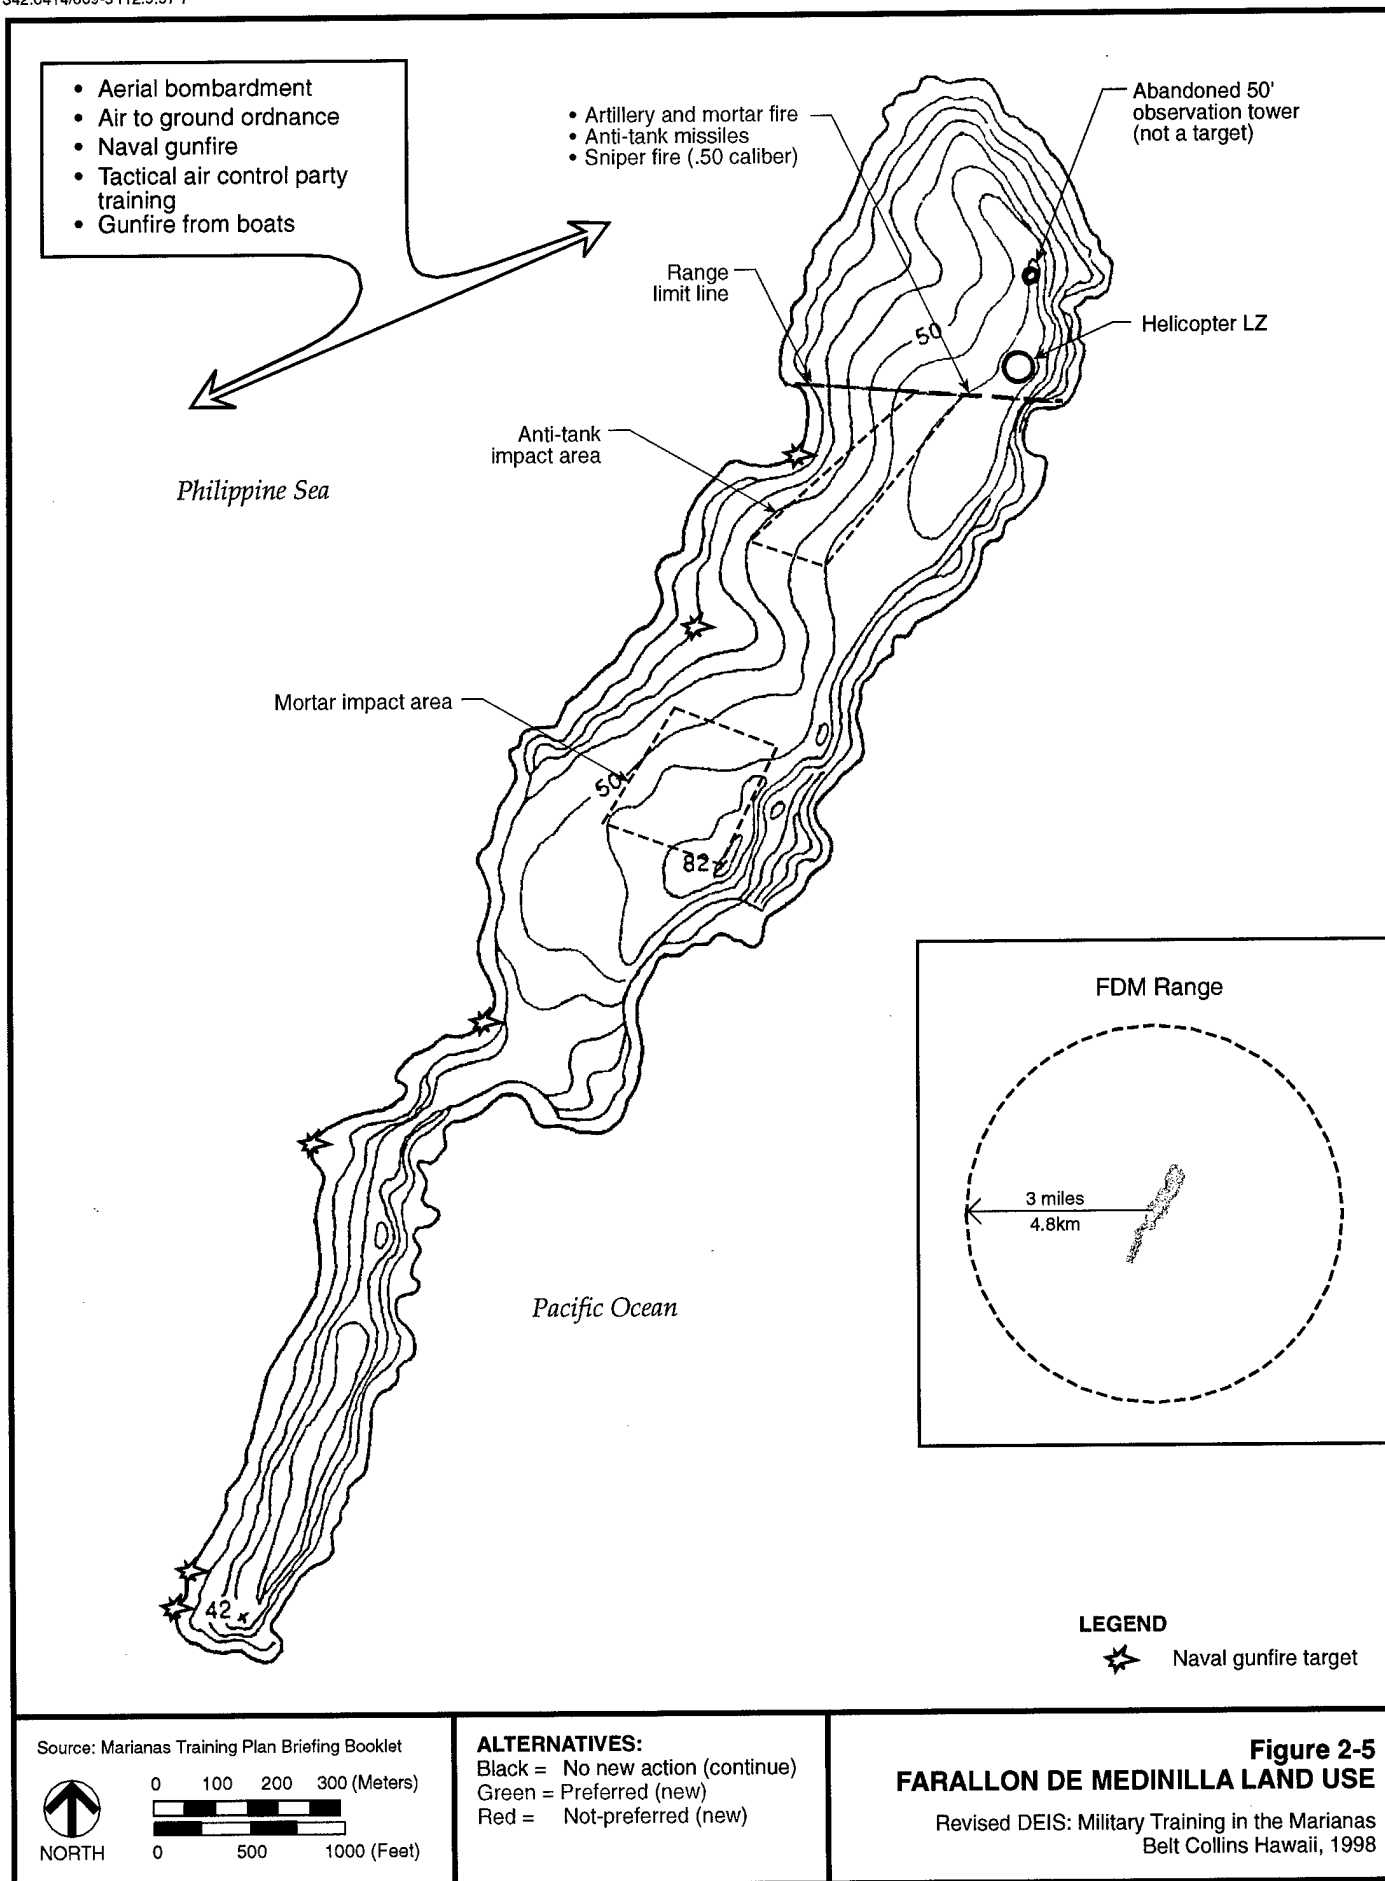 • Aerial bombardment
• Air to ground ordnance
• Naval gunfire
• Tactical air control party
training
• Gunfire from boats
• Artillery and mortar fire
• Anti-tank missiles
• Sniper fire (.50 caliber)
Abandoned 50'
observation tower
(not a target)
Range
limit line
50
Helicopter LZ
Anti-tank
impact area
Philippine Sea
Mortar impact area
50
82
FDM Range
3 miles
4.8km
Pacific Ocean
42 x
LEGEND
Naval gunfire target
Source: Marianas Training Plan Briefing Booklet
0 100 200 300 (Meters)
NORTH
0 500 1000 (Feet)
ALTERNATIVES:
Black = No new action (continue)
Green = Preferred (new)
Red = Not-preferred (new)
Figure 2-5
FARALLON DE MEDINILLA LAND USE
Revised DEIS: Military Training in the Marianas
Belt Collins Hawaii, 1998